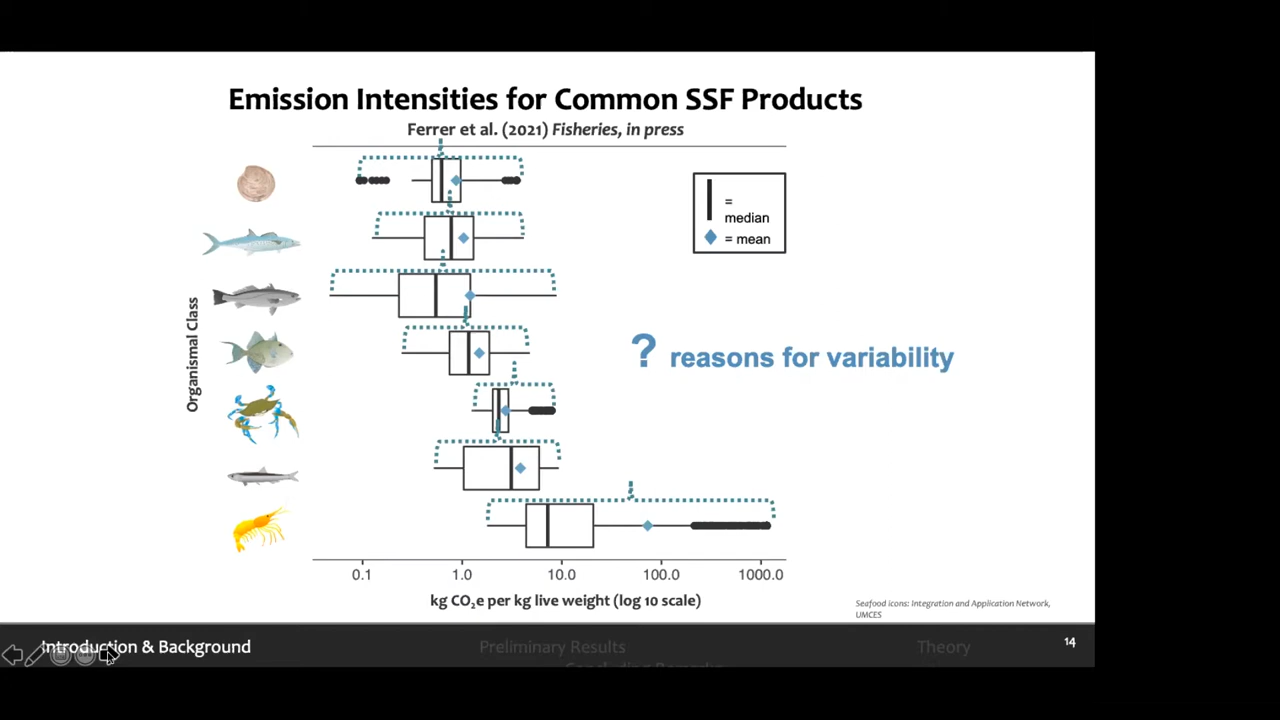 Emission Intensities for Common SSF Products
Ferrer et al. (2021) Fisheries, in press
=
median
= mean
Organismal Class
? reasons for variability
0.1 1.0 10.0 100.0 1000.0
kg CO₂e per kg live weight (log 10 scale)
Seafood icons: Integration and Application Network,
UMCES
Introduction & Background Preliminary Results Theory 14
Concluding Remarks